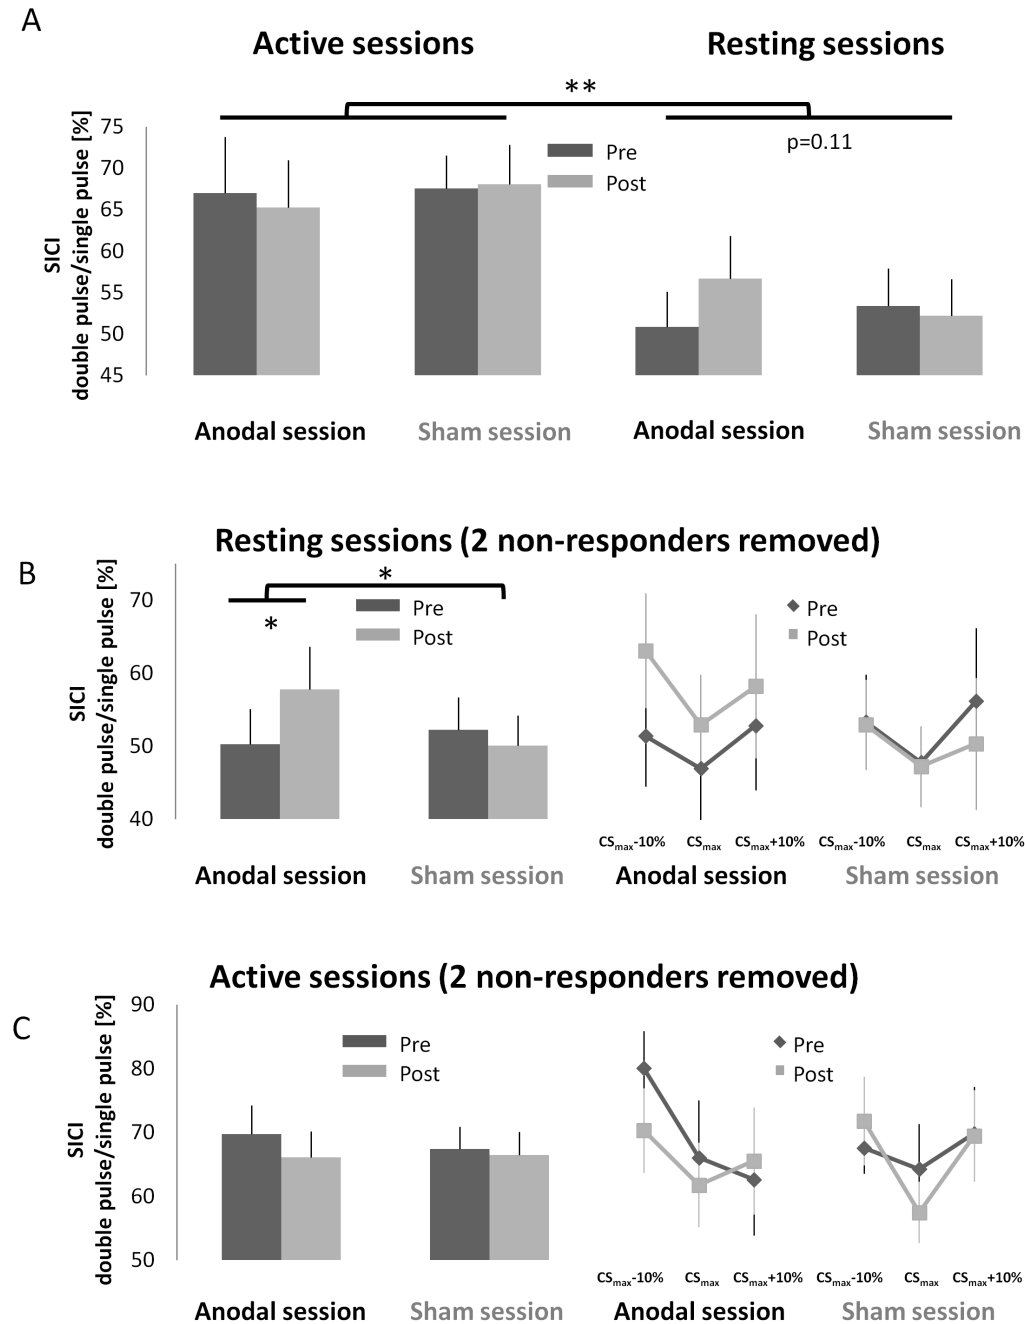 A
Active sessions
Resting sessions
**
p=0.11
SICI
double pulse/single pulse [%]
75
70
65
60
55
50
45
Pre
Post
Anodal session
Sham session
Anodal session
Sham session
Resting sessions (2 non-responders removed)
B
*
*
SICI
double pulse/single pulse [%]
70
60
50
40
Pre
Post
Pre
Post
CSmax-10%
CSmax
CSmax+10%
CSmax-10%
CSmax
CSmax+10%
Anodal session
Sham session
Anodal session
Sham session
Active sessions (2 non-responders removed)
C
SICI
double pulse/single pulse [%]
90
80
70
60
50
Pre
Post
Pre
Post
CSmax-10%
CSmax
CSmax+10%
CSmax-10%
CSmax
CSmax+10%
Anodal session
Sham session
Anodal session
Sham session